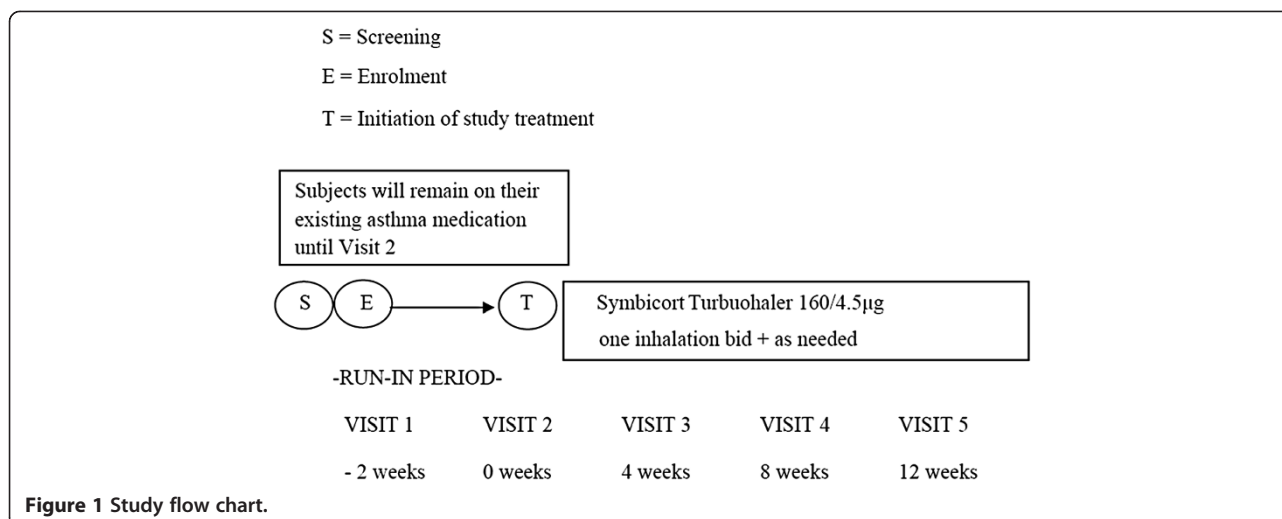 S = Screening
E = Enrolment
T = Initiation of study treatment
Subjects will remain on their
existing asthma medication
until Visit 2
S E T
Symbicort Turbuohaler 160/4.5µg
one inhalation bid + as needed
-RUN-IN PERIOD-
VISIT 1 VISIT 2 VISIT 3 VISIT 4 VISIT 5
- 2 weeks 0 weeks 4 weeks 8 weeks 12 weeks
Figure 1 Study flow chart.